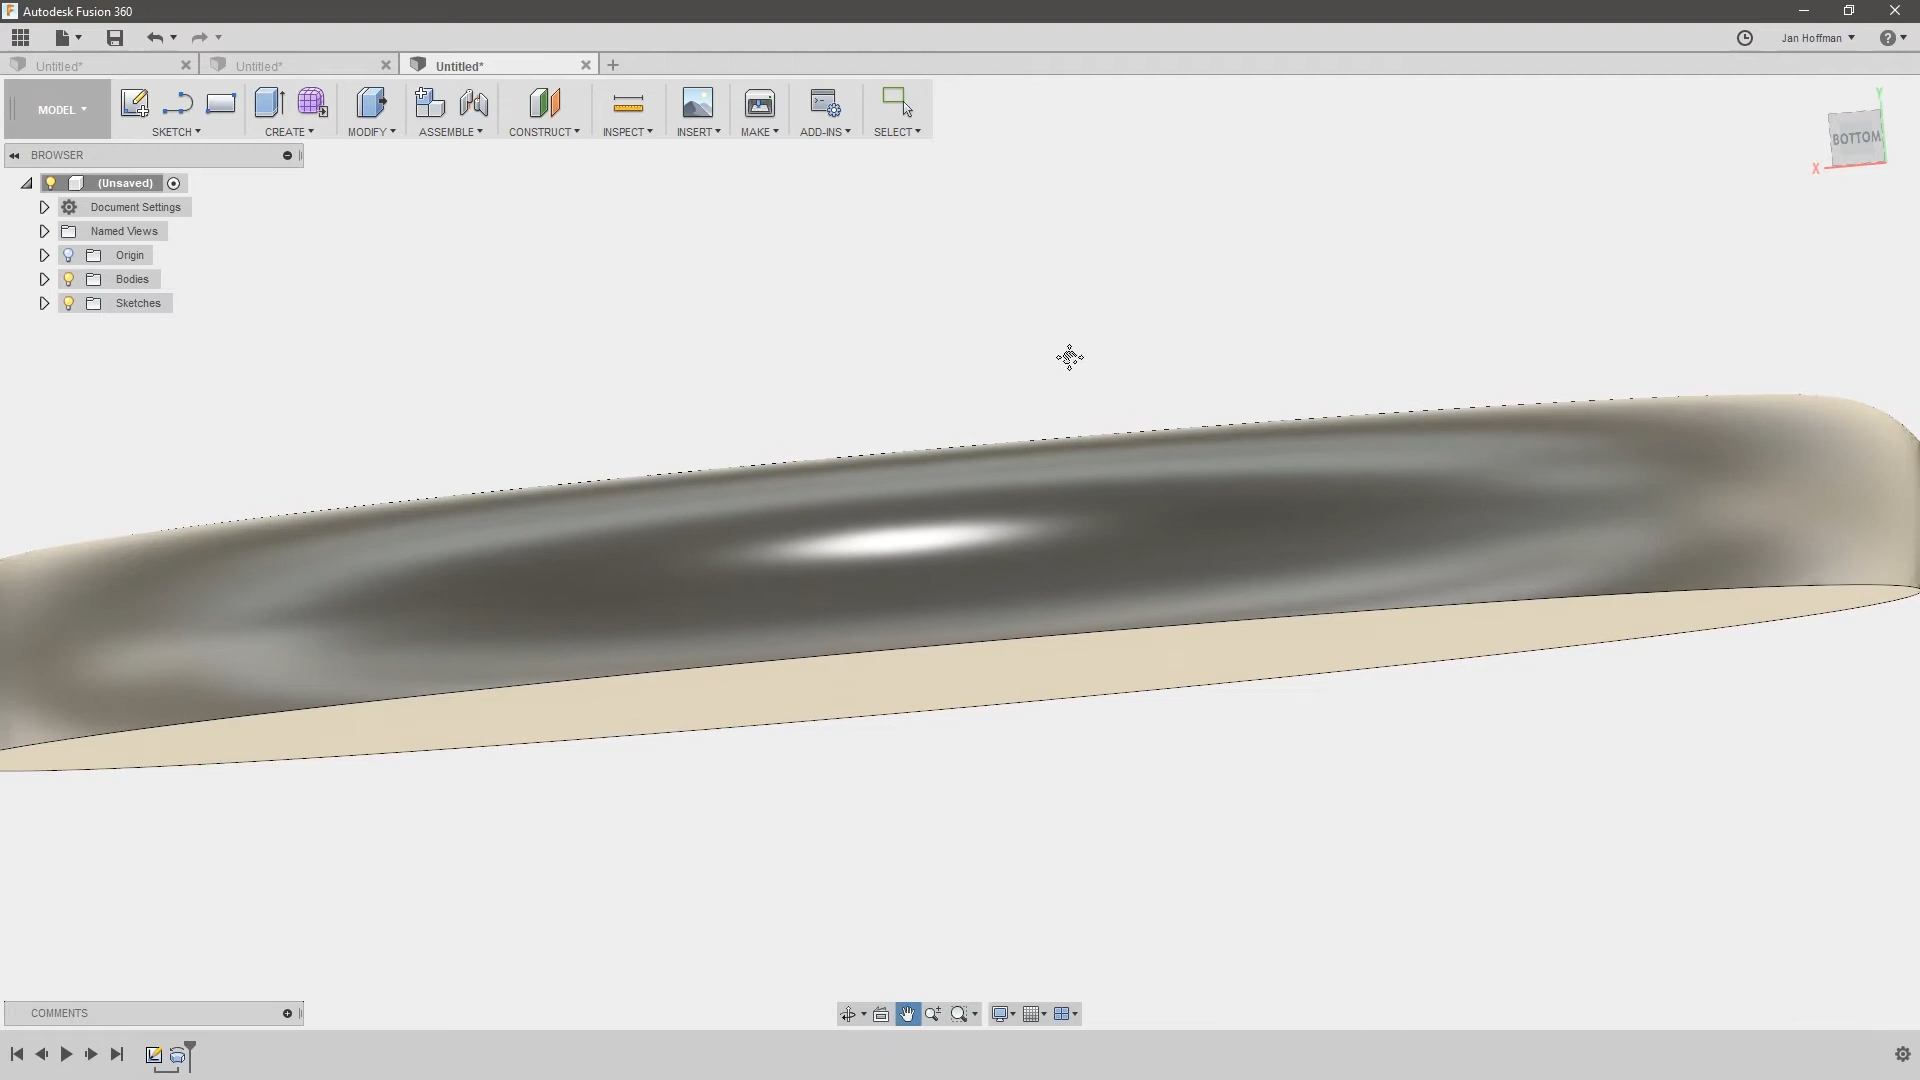 Autodesk Fusion 360
Jan Hoffman
Untitled*
Untitled*
Untitled*
MODEL
SKETCH
CREATE
MODIFY
ASSEMBLE
CONSTRUCT
INSPECT
INSERT
MAKE
ADD-INS
SELECT
Y
BOTTOM
X
BROWSER
(Unsaved)
Document Settings
Named Views
Origin
Bodies
Sketches
COMMENTS